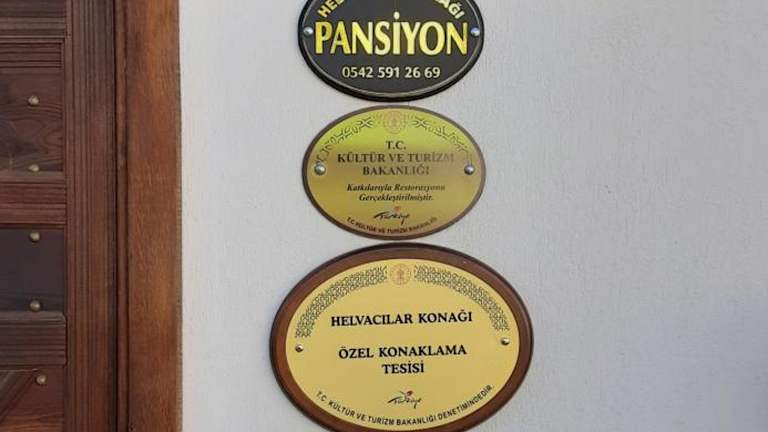 PANSİYON
0542 591 26 69
T.C.
KÜLTÜR VE TURİZM
BAKANLIĞI
Katkılarıyla Restorasyonu
Gerçekleştirilmiştir.
Türkiye
T.C. KÜLTÜR VE TURİZM BAKANLIĞI
HELVACILAR KONAĞI
ÖZEL KONAKLAMA
TESİSİ
Türkiye
T.C. KÜLTÜR VE TURİZM BAKANLIĞI DENETİMİNDEDİR.